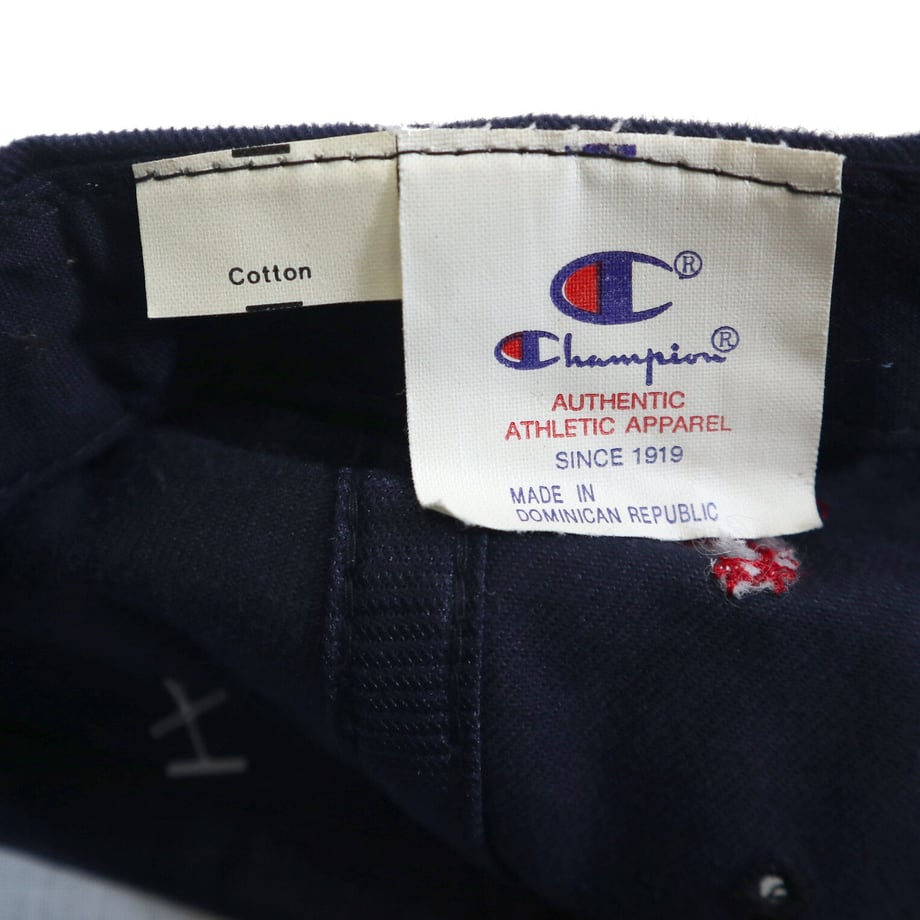 Cotton
®
Champion®
AUTHENTIC
ATHLETIC APPAREL
SINCE 1919
MADE IN
DOMINICAN REPUBLIC